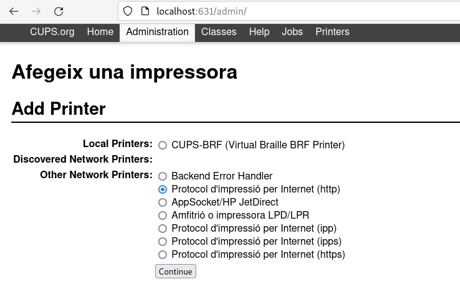 localhost:631/admin/
CUPS.org Home Administration Classes Help Jobs Printers
Afegeix una impressora
Add Printer
Local Printers: CUPS-BRF (Virtual Braille BRF Printer)
Discovered Network Printers:
Other Network Printers: Backend Error Handler
Protocol d'impressió per Internet (http)
AppSocket/HP JetDirect
Amfitrió o impressora LPD/LPR
Protocol d'impressió per Internet (ipp)
Protocol d'impressió per Internet (ipps)
Protocol d'impressió per Internet (https)
Continue